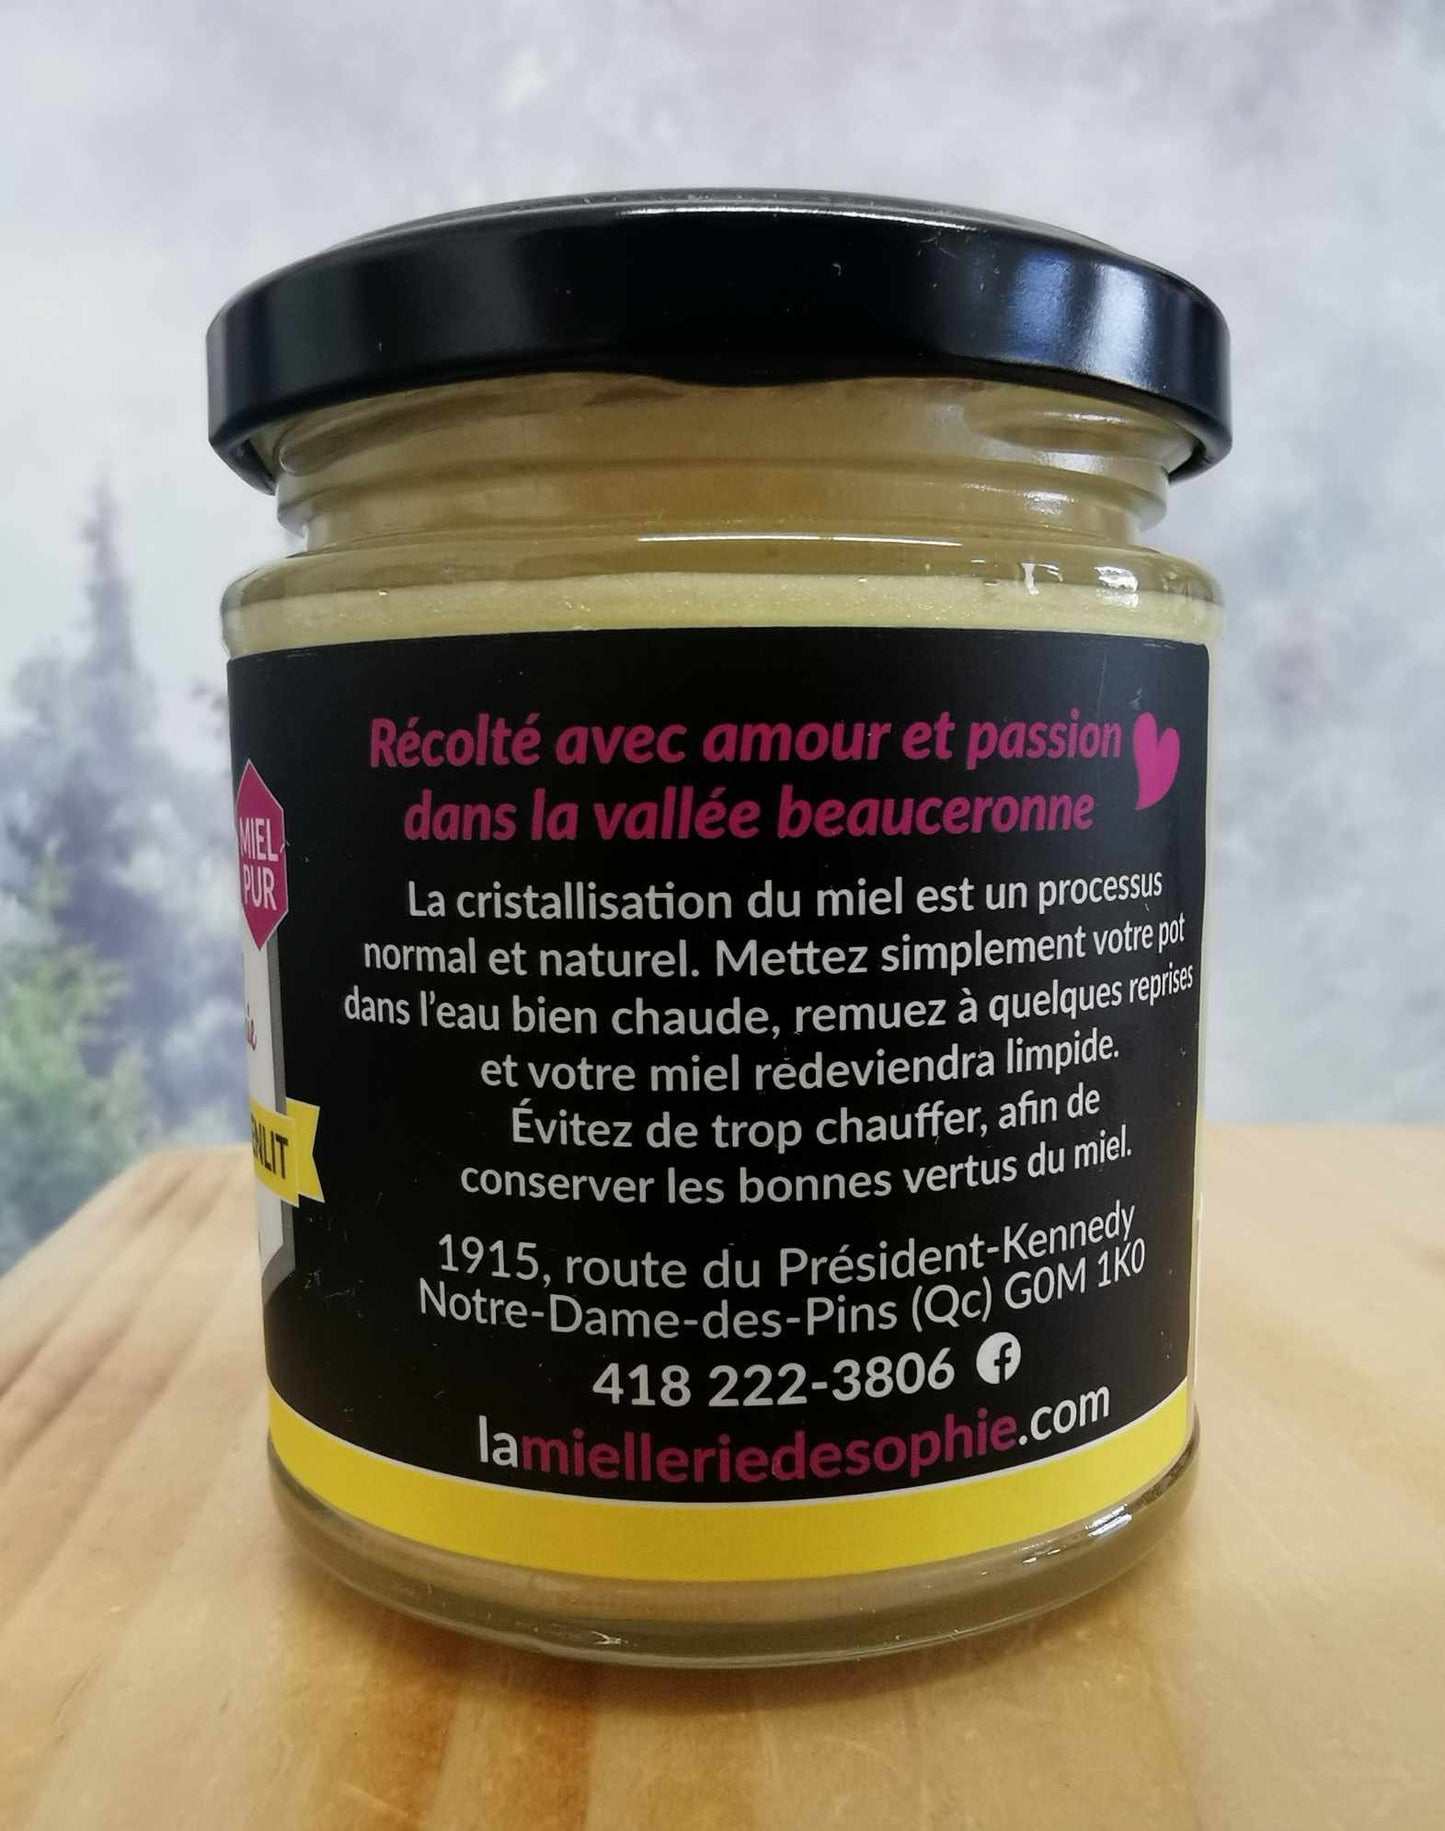 Récolté avec amour et passion
dans la vallée beauceronne
La cristallisation du miel est un processus
normal et naturel. Mettez simplement votre pot
dans l'eau bien chaude, remuez à quelques reprises
et votre miel redeviendra limpide.
Évitez de trop chauffer, afin de
conserver les bonnes vertus du miel.
1915, route du Président-Kennedy
Notre-Dame-des-Pins (Qc) G0M 1K0
418 222-3806
lamielleriedesophie.com
MIEL
PUR